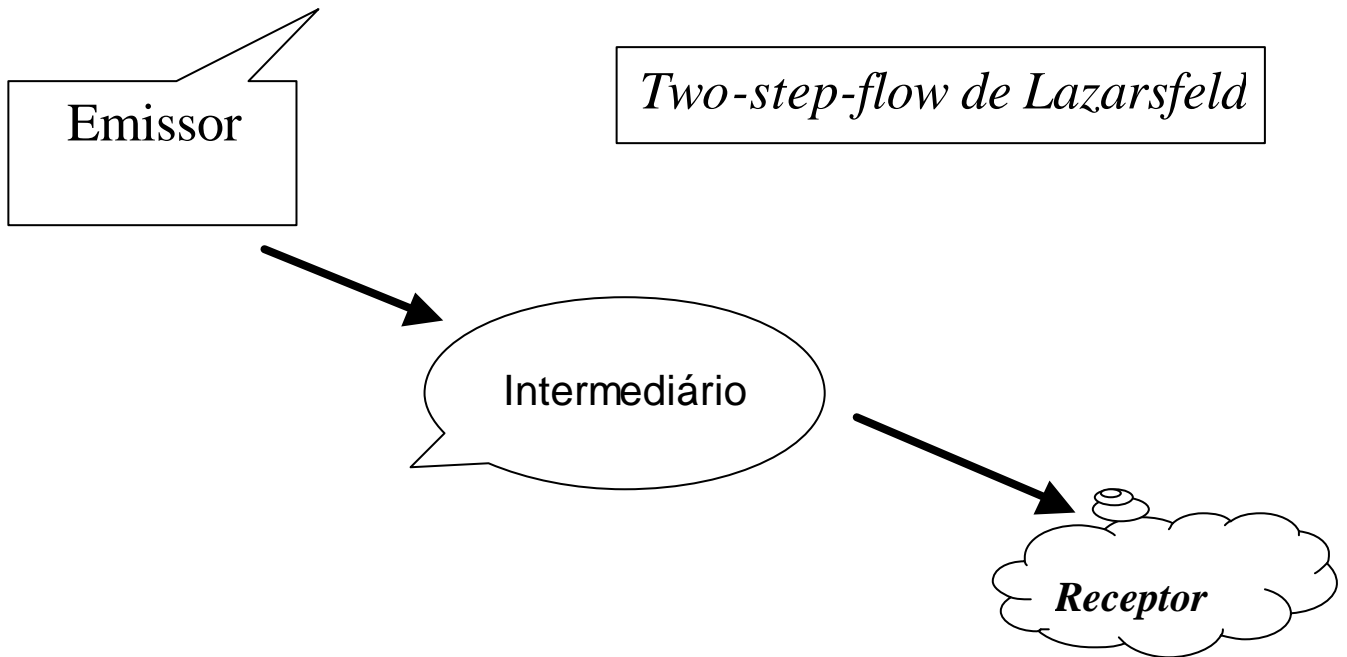 Emissor
Two-step-flow de Lazarsfeld
Intermediário
Receptor